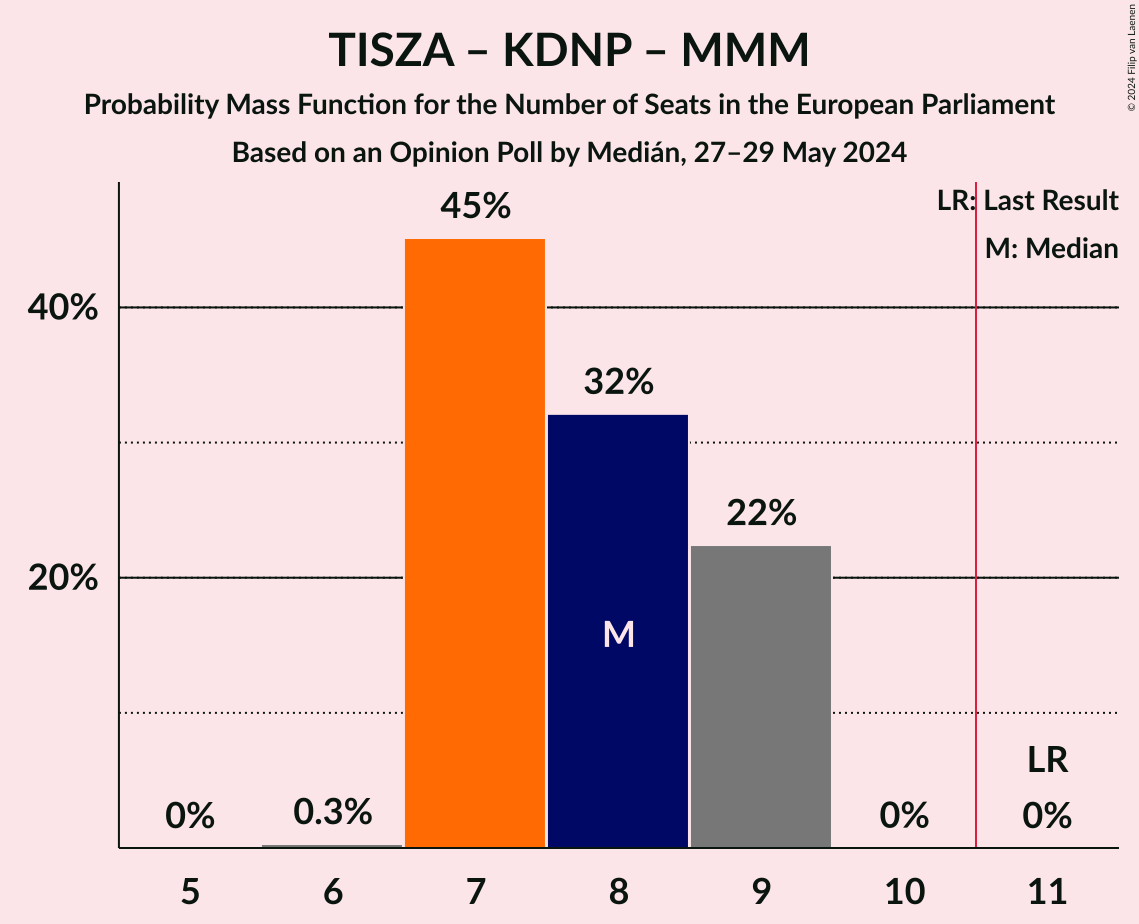 TISZA – KDNP – MMM
Probability Mass Function for the Number of Seats in the European Parliament
Based on an Opinion Poll by Medián, 27–29 May 2024
© 2024 Filip van Laenen
LR: Last Result
M: Median
45%
40%
32%
22%
20%
M
LR
0%
0.3%
0%
0%
5
6
7
8
9
10
11